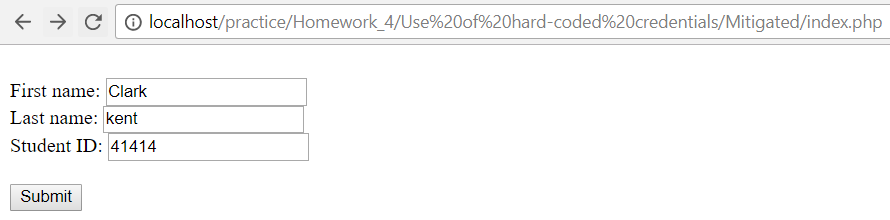 localhost/practice/Homework_4/Use%20of%20hard-coded%20credentials/Mitigated/index.php
First name: Clark
Last name: kent
Student ID: 41414
Submit